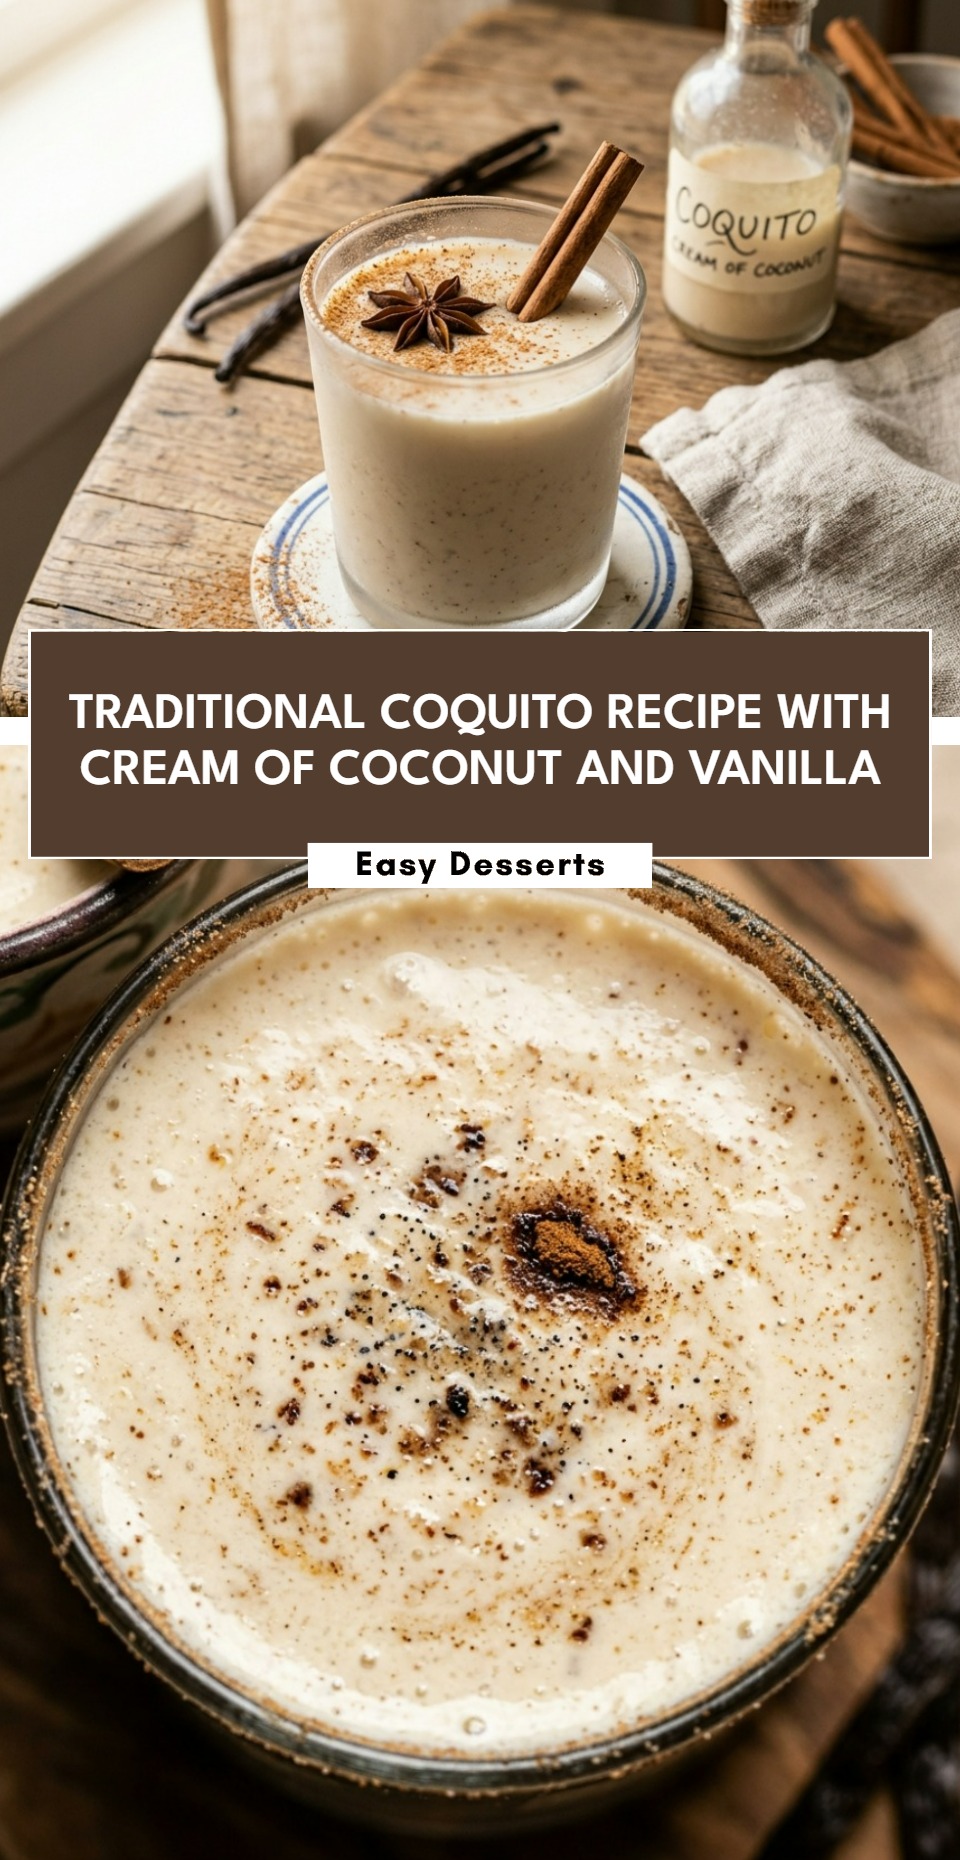 COQUITO
CREAM OF COCONUT
TRADITIONAL COQUITO RECIPE WITH
CREAM OF COCONUT AND VANILLA
Easy Desserts